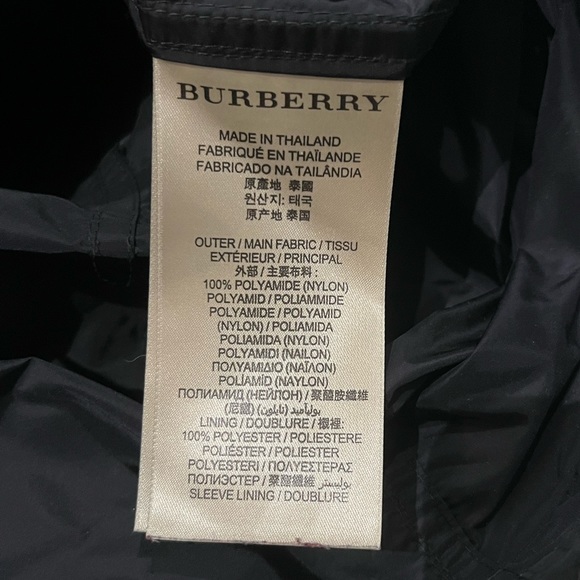 BURBERRY
MADE IN THAILAND
FABRIQUÉ EN THAÏLANDE
FABRICADO NA TAILÂNDIA
原產地 泰國
원산지: 태국
原产地 泰国
OUTER / MAIN FABRIC / TISSU
EXTÉRIEUR / PRINCIPAL
外部 / 主要布料 :
100% POLYAMIDE (NYLON)
POLYAMID / POLIAMMIDE
POLYAMIDE / POLYAMID
(NYLON) / POLIAMIDA
POLIAMIDA (NYLON)
POLYAMIDI (NAILON)
ΠΟΛΥΑΜΙΔΙΟ (ΝΑΪΛΟΝ)
POLÍAMÍD (NAYLON)
ПОЛИАМИД (НЕЙЛОН) / 聚醯胺纖維
(尼龍) بوليآميد (نايلون)
LINING / DOUBLURE / 襯裡:
100% POLYESTER / POLIESTERE
POLIÉSTER / POLIESTER
POLYESTERI / ΠΟΛΥΕΣΤΕΡΑΣ
ПОЛИЭСТЕР / 聚酯纖維 بوليستر
SLEEVE LINING / DOUBLURE